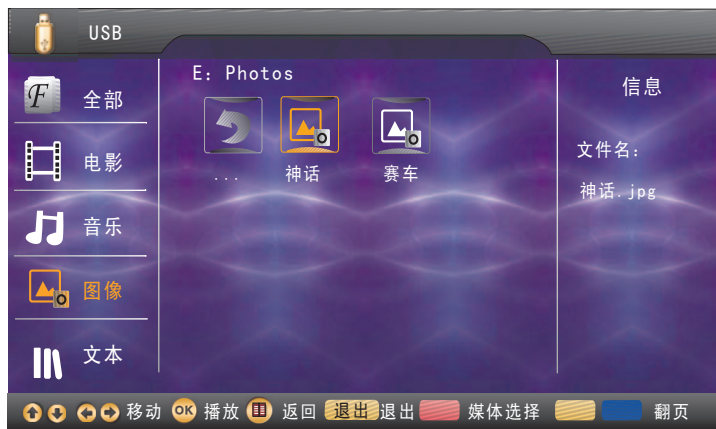 USB
全部
电影
音乐
图像
文本
E: Photos
...
神话
赛车
信息
文件名:
神话.jpg
移动 OK 播放 返回 退出 退出 媒体选择 翻页